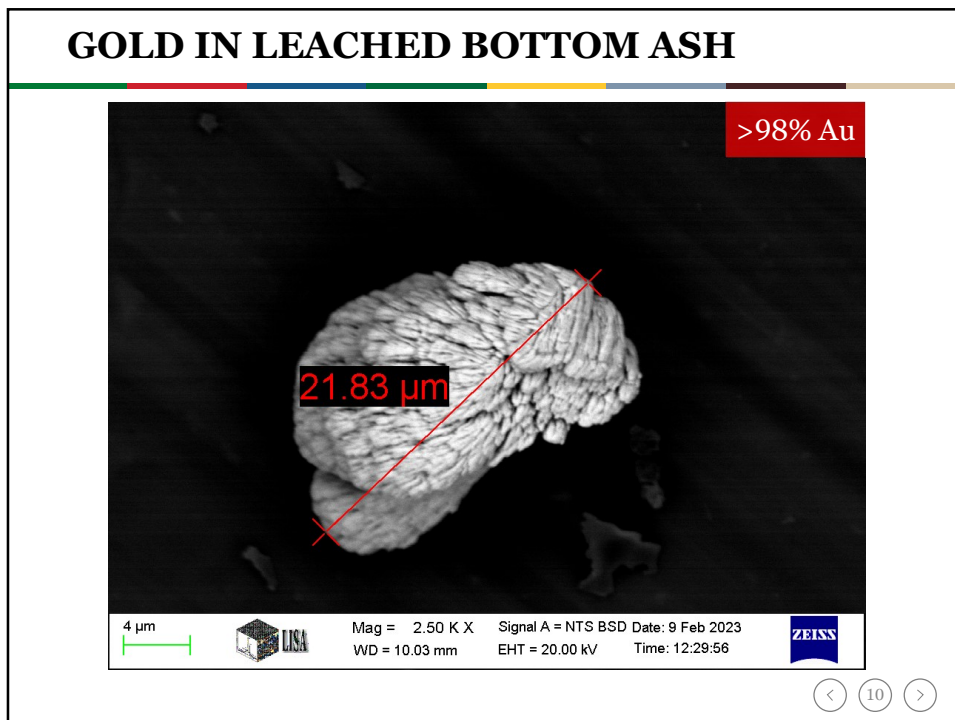 GOLD IN LEACHED BOTTOM ASH
>98% Au
21.83 µm
4 µm
LISA
Mag = 2.50 K X
WD = 10.03 mm
Signal A = NTS BSD
EHT = 20.00 kV
Date: 9 Feb 2023
Time: 12:29:56
ZEISS
10